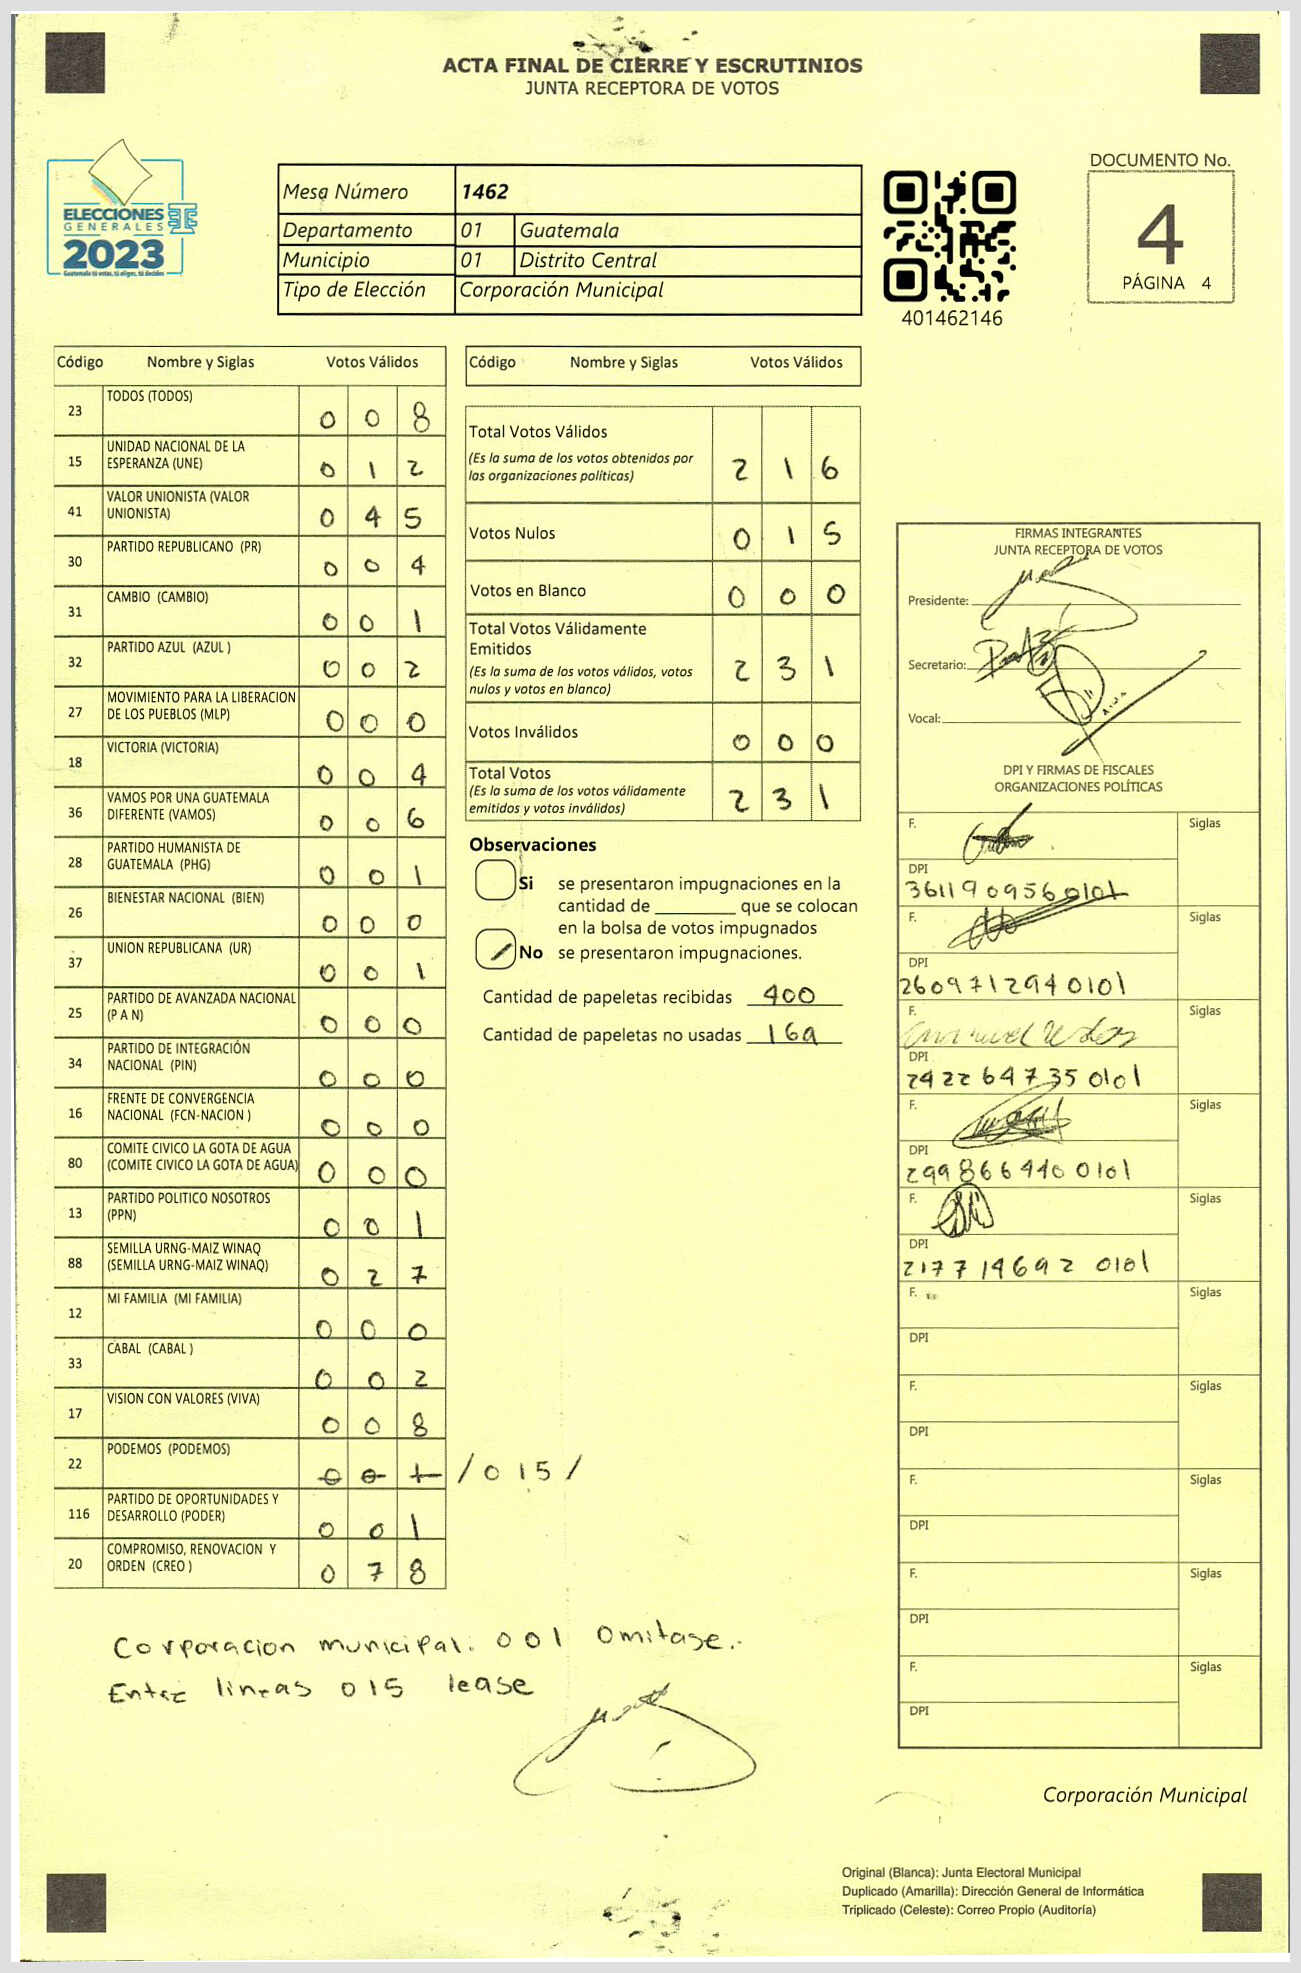 ACTA FINAL DE CIERRE Y ESCRUTINIOS
JUNTA RECEPTORA DE VOTOS
ELECCIONES
GENERALES
2023
Guatemala tú votas, tú eliges, tú decides
Mesa Número 1462
Departamento 01 Guatemala
Municipio 01 Distrito Central
Tipo de Elección Corporación Municipal
401462146
DOCUMENTO No.
4
PÁGINA 4
Código Nombre y Siglas Votos Válidos
23 TODOS (TODOS) 0 0 8
15 UNIDAD NACIONAL DE LA ESPERANZA (UNE) 0 1 2
41 VALOR UNIONISTA (VALOR UNIONISTA) 0 4 5
30 PARTIDO REPUBLICANO (PR) 0 0 4
31 CAMBIO (CAMBIO) 0 0 1
32 PARTIDO AZUL (AZUL ) 0 0 2
27 MOVIMIENTO PARA LA LIBERACION DE LOS PUEBLOS (MLP) 0 0 0
18 VICTORIA (VICTORIA) 0 0 4
36 VAMOS POR UNA GUATEMALA DIFERENTE (VAMOS) 0 0 6
28 PARTIDO HUMANISTA DE GUATEMALA (PHG) 0 0 1
26 BIENESTAR NACIONAL (BIEN) 0 0 0
37 UNION REPUBLICANA (UR) 0 0 1
25 PARTIDO DE AVANZADA NACIONAL (P A N) 0 0 0
34 PARTIDO DE INTEGRACIÓN NACIONAL (PIN) 0 0 0
16 FRENTE DE CONVERGENCIA NACIONAL (FCN-NACION ) 0 0 0
80 COMITE CIVICO LA GOTA DE AGUA (COMITE CIVICO LA GOTA DE AGUA) 0 0 0
13 PARTIDO POLITICO NOSOTROS (PPN) 0 0 1
88 SEMILLA URNG-MAIZ WINAQ (SEMILLA URNG-MAIZ WINAQ) 0 2 7
12 MI FAMILIA (MI FAMILIA) 0 0 0
33 CABAL (CABAL ) 0 0 2
17 VISION CON VALORES (VIVA) 0 0 8
22 PODEMOS (PODEMOS) 0 0 1 / 0 1 5 /
116 PARTIDO DE OPORTUNIDADES Y DESARROLLO (PODER) 0 0 1
20 COMPROMISO, RENOVACION Y ORDEN (CREO ) 0 7 8
Código Nombre y Siglas Votos Válidos
Total Votos Válidos 2 1 6
(Es la suma de los votos obtenidos por
las organizaciones políticas)
Votos Nulos 0 1 5
Votos en Blanco 0 0 0
Total Votos Válidamente
Emitidos 2 3 1
(Es la suma de los votos válidos, votos
nulos y votos en blanco)
Votos Inválidos 0 0 0
Total Votos 2 3 1
(Es la suma de los votos válidamente
emitidos y votos inválidos)
Observaciones
Si se presentaron impugnaciones en la
cantidad de ________ que se colocan
en la bolsa de votos impugnados
No se presentaron impugnaciones.
Cantidad de papeletas recibidas 400
Cantidad de papeletas no usadas 169
FIRMAS INTEGRANTES
JUNTA RECEPTORA DE VOTOS
Presidente:
Secretario:
Vocal:
DPI Y FIRMAS DE FISCALES
ORGANIZACIONES POLÍTICAS
F. Siglas
DPI
3611909560101
F. Siglas
DPI
2609712940101
F. Siglas
DPI
2422647350101
F. Siglas
DPI
2998664400101
F. Siglas
DPI
2177146920101
F. Siglas
DPI
F. Siglas
DPI
F. Siglas
DPI
F. Siglas
DPI
F. Siglas
DPI
Corporacion municipal. 001 Omitase.
Entre lineas 015 lease
Corporación Municipal
Original (Blanca): Junta Electoral Municipal
Duplicado (Amarilla): Dirección General de Informática
Triplicado (Celeste): Correo Propio (Auditoría)